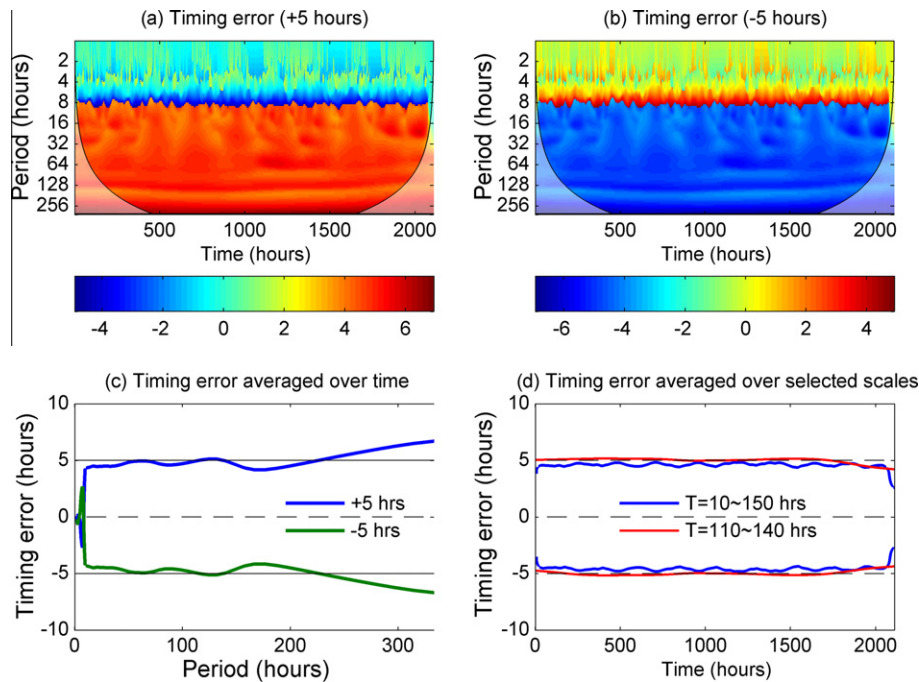 (a) Timing error (+5 hours)
Period (hours)
2
4
8
16
32
64
128
256
500 1000 1500 2000
Time (hours)
-4 -2 0 2 4 6
(b) Timing error (-5 hours)
Period (hours)
2
4
8
16
32
64
128
256
500 1000 1500 2000
Time (hours)
-6 -4 -2 0 2 4
(c) Timing error averaged over time
Timing error (hours)
10
5
0
-5
-10
+5 hrs
-5 hrs
0 100 200 300
Period (hours)
(d) Timing error averaged over selected scales
Timing error (hours)
10
5
0
-5
-10
T=10~150 hrs
T=110~140 hrs
0 500 1000 1500 2000
Time (hours)